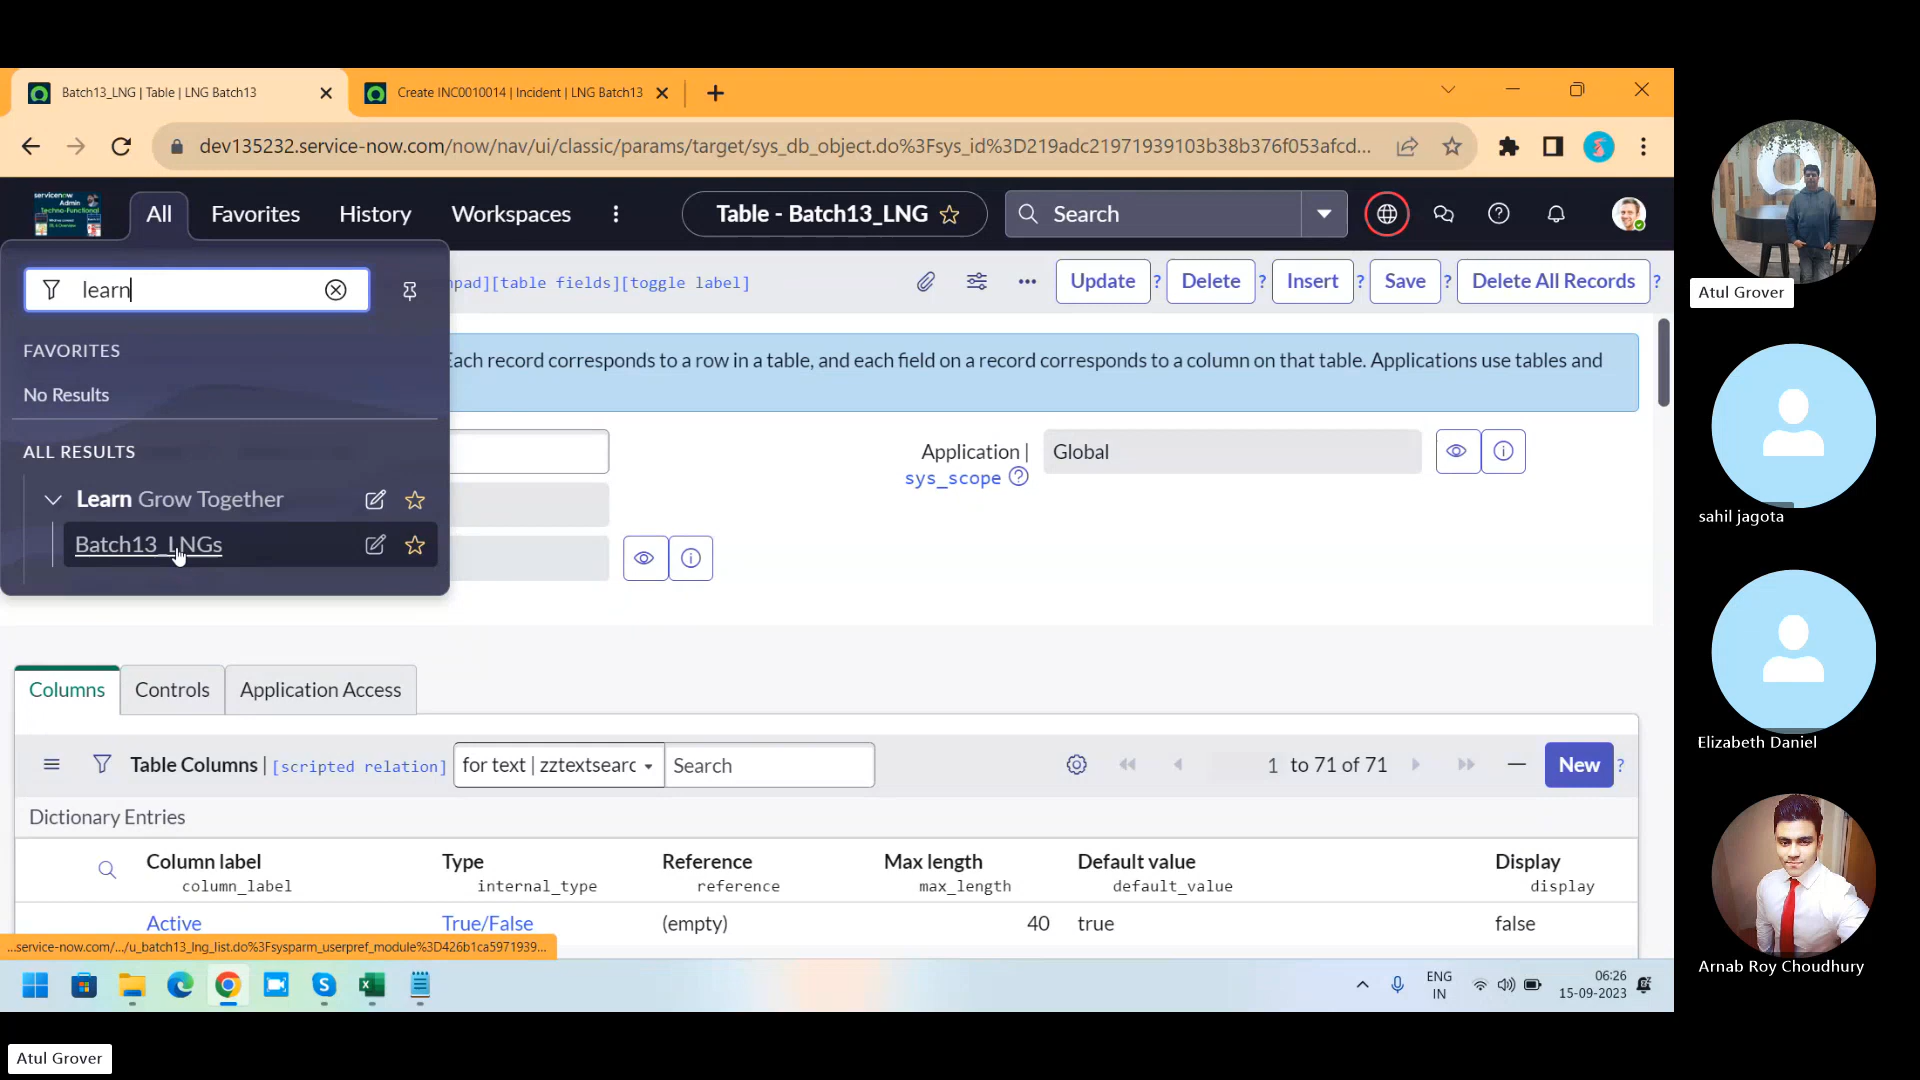 Batch13_LNG | Table | LNG Batch13
Create INC0010014 | Incident | LNG Batch13
dev135232.service-now.com/now/nav/ui/classic/params/target/sys_db_object.do%3Fsys_id%3D219adc21971939103b38b376f053afcd...
servicenow
Admin
Techno-Functional
All
Favorites
History
Workspaces
Table - Batch13_LNG
Search
learn
npad][table fields][toggle label]
Update ?
Delete ?
Insert ?
Save ?
Delete All Records ?
FAVORITES
No Results
ALL RESULTS
Learn Grow Together
Batch13_LNGs
Each record corresponds to a row in a table, and each field on a record corresponds to a column on that table. Applications use tables and
Application |
sys_scope
Global
Columns
Controls
Application Access
Table Columns | [scripted relation]
for text | zztextsearc
Search
1 to 71 of 71
New ?
Dictionary Entries
Column label Type Reference Max length Default value Display
column_label internal_type reference max_length default_value display
Active True/False (empty) 40 true false
...service-now.com/.../u_batch13_lng_list.do%3Fsysparm_userpref_module%3D426b1ca5971939...
ENG
IN
06:26
15-09-2023
Atul Grover
sahil jagota
Elizabeth Daniel
Arnab Roy Choudhury
Atul Grover